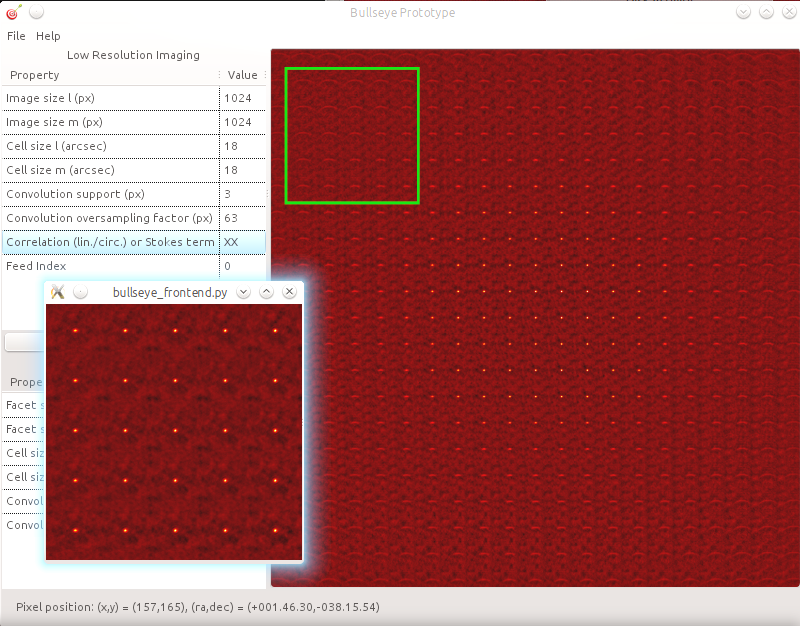 Bullseye Prototype
File Help
Low Resolution Imaging
Property Value
Image size l (px) 1024
Image size m (px) 1024
Cell size l (arcsec) 18
Cell size m (arcsec) 18
Convolution support (px) 3
Convolution oversampling factor (px) 63
Correlation (lin./circ.) or Stokes term XX
Feed Index 0
bullseye_frontend.py
Prope
Facet s
Facet s
Cell siz
Cell siz
Convol
Convol
Pixel position: (x,y) = (157,165), (ra,dec) = (+001.46.30,-038.15.54)